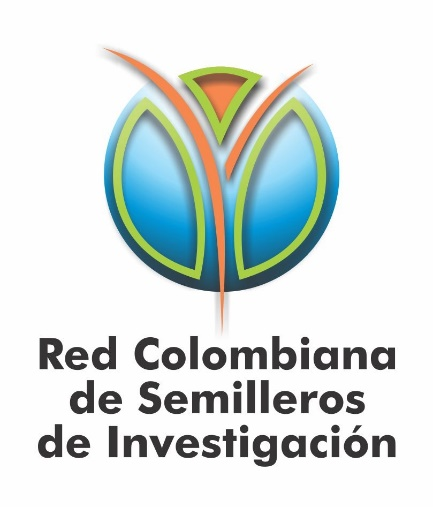 Red Colombiana
de Semilleros
de Investigación